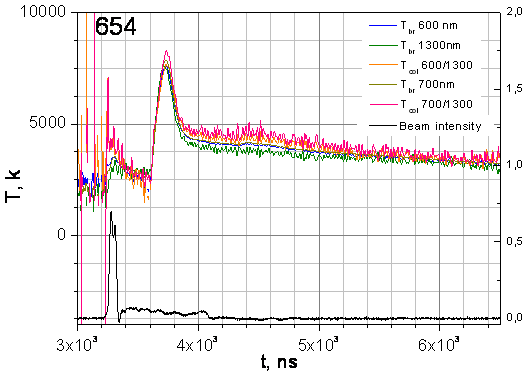 654
10000
5000
0
T, k
T_br 600 nm
T_br 1300nm
T_col 600/1300
T_br 700nm
T_col 700/1300
Beam intensity
2,0
1,5
1,0
0,5
0,0
3x10³ 4x10³ 5x10³ 6x10³
t, ns